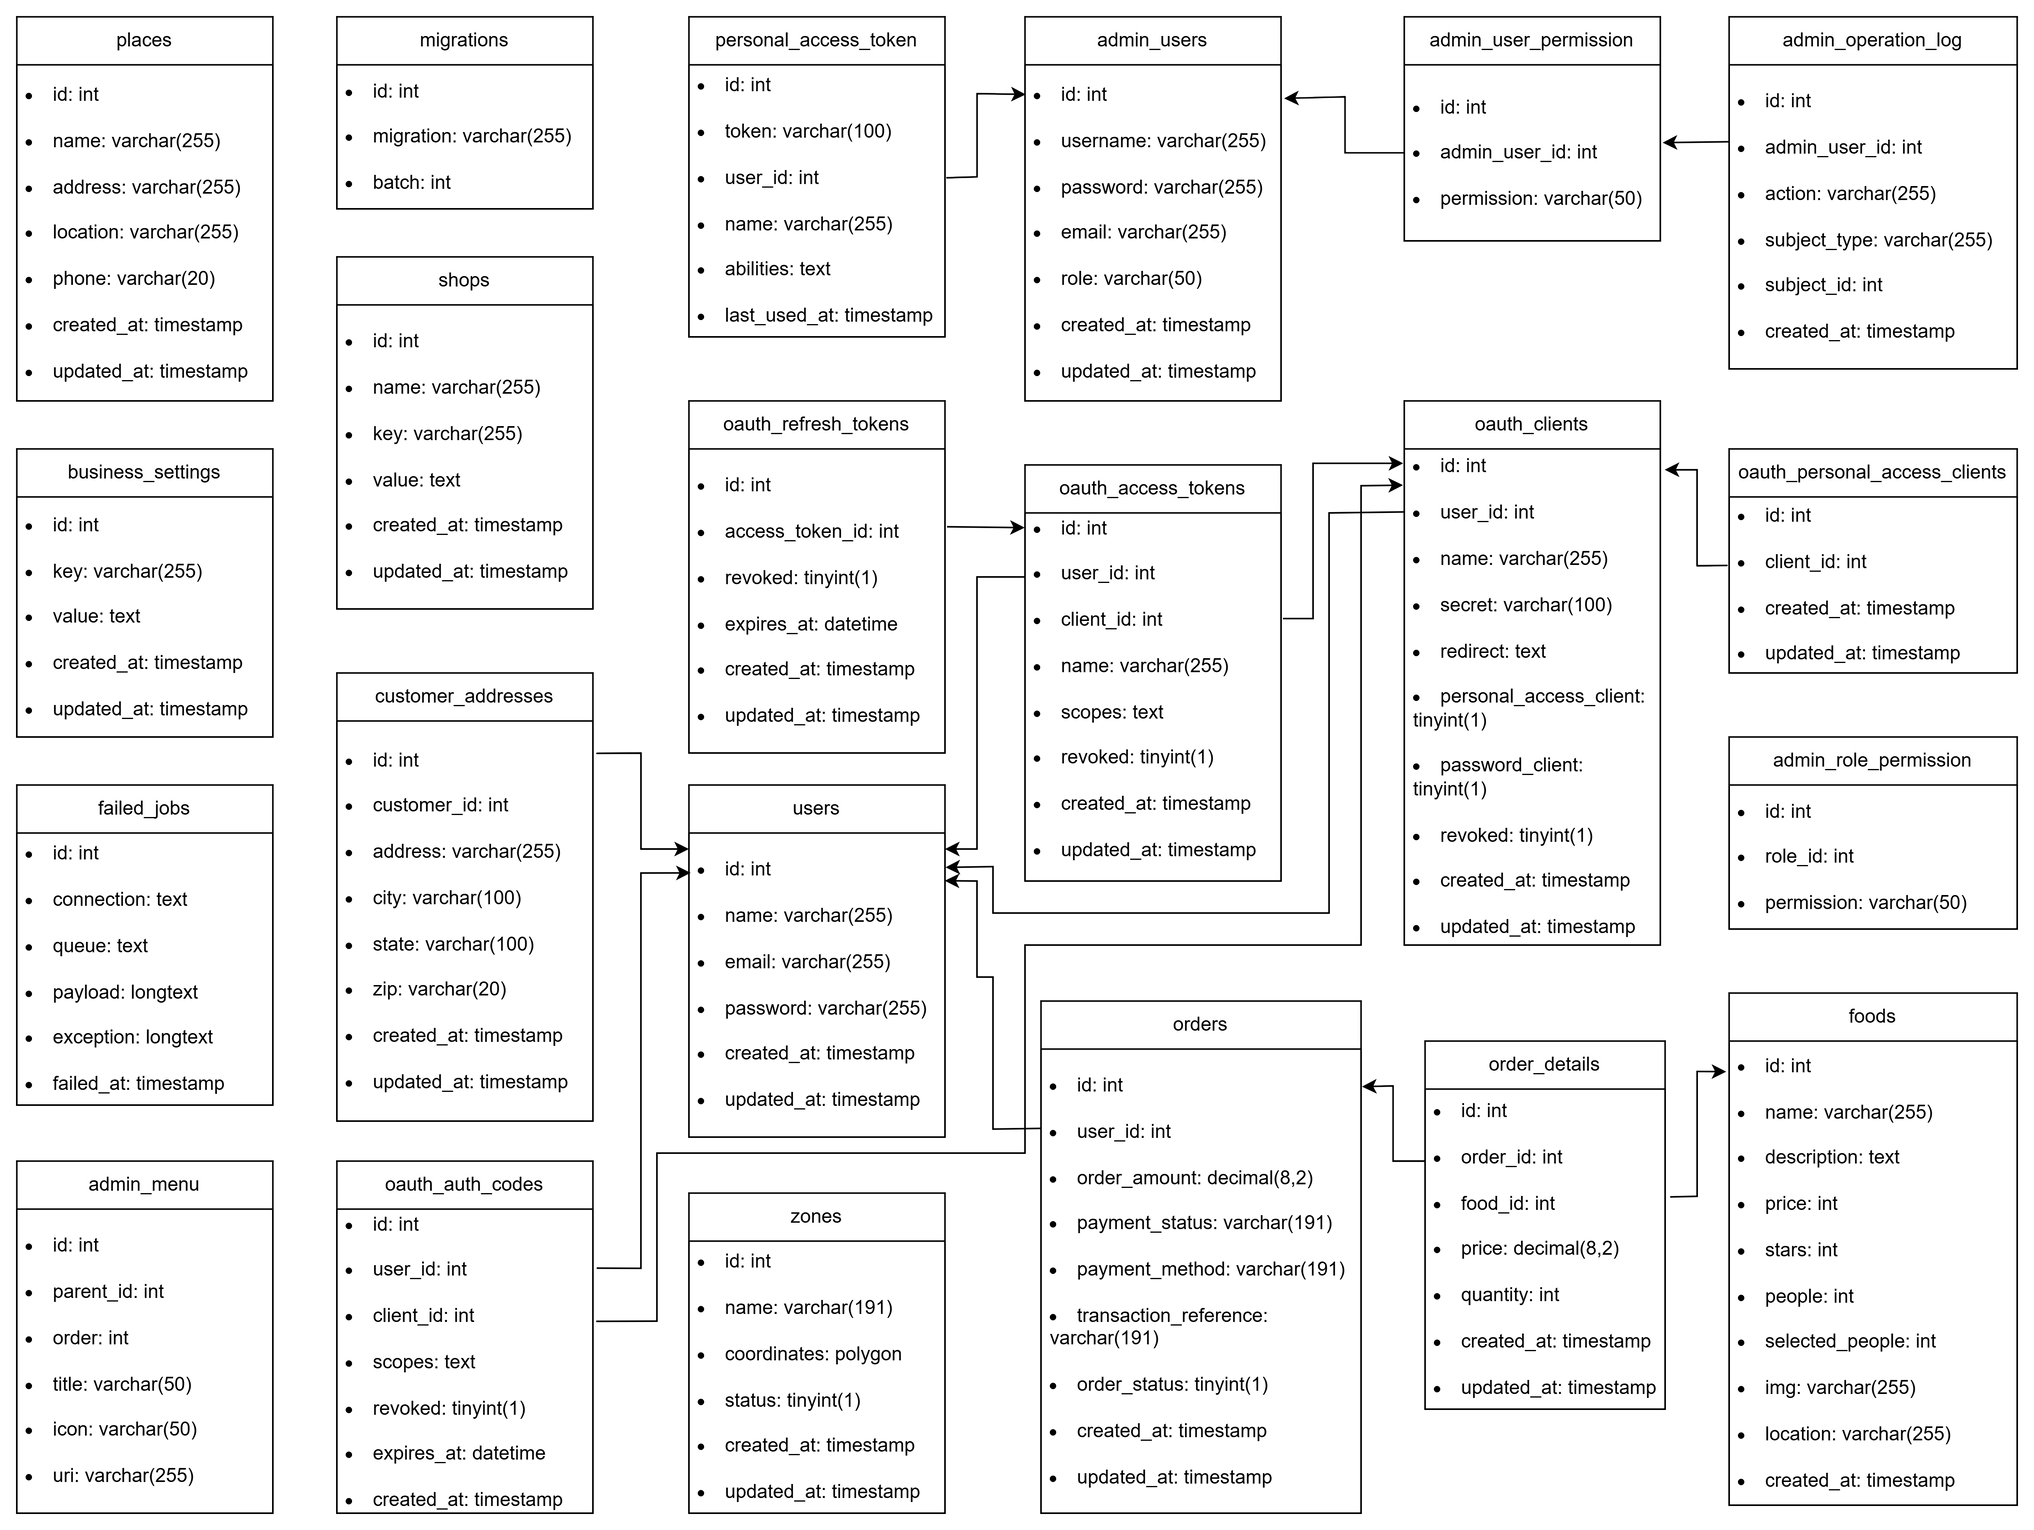 places
id: int
name: varchar(255)
address: varchar(255)
location: varchar(255)
phone: varchar(20)
created_at: timestamp
updated_at: timestamp
business_settings
id: int
key: varchar(255)
value: text
created_at: timestamp
updated_at: timestamp
failed_jobs
id: int
connection: text
queue: text
payload: longtext
exception: longtext
failed_at: timestamp
admin_menu
id: int
parent_id: int
order: int
title: varchar(50)
icon: varchar(50)
uri: varchar(255)
migrations
id: int
migration: varchar(255)
batch: int
shops
id: int
name: varchar(255)
key: varchar(255)
value: text
created_at: timestamp
updated_at: timestamp
customer_addresses
id: int
customer_id: int
address: varchar(255)
city: varchar(100)
state: varchar(100)
zip: varchar(20)
created_at: timestamp
updated_at: timestamp
oauth_auth_codes
id: int
user_id: int
client_id: int
scopes: text
revoked: tinyint(1)
expires_at: datetime
created_at: timestamp
personal_access_token
id: int
token: varchar(100)
user_id: int
name: varchar(255)
abilities: text
last_used_at: timestamp
oauth_refresh_tokens
id: int
access_token_id: int
revoked: tinyint(1)
expires_at: datetime
created_at: timestamp
updated_at: timestamp
users
id: int
name: varchar(255)
email: varchar(255)
password: varchar(255)
created_at: timestamp
updated_at: timestamp
zones
id: int
name: varchar(191)
coordinates: polygon
status: tinyint(1)
created_at: timestamp
updated_at: timestamp
admin_users
id: int
username: varchar(255)
password: varchar(255)
email: varchar(255)
role: varchar(50)
created_at: timestamp
updated_at: timestamp
oauth_access_tokens
id: int
user_id: int
client_id: int
name: varchar(255)
scopes: text
revoked: tinyint(1)
created_at: timestamp
updated_at: timestamp
orders
id: int
user_id: int
order_amount: decimal(8,2)
payment_status: varchar(191)
payment_method: varchar(191)
transaction_reference:
varchar(191)
order_status: tinyint(1)
created_at: timestamp
updated_at: timestamp
admin_user_permission
id: int
admin_user_id: int
permission: varchar(50)
oauth_clients
id: int
user_id: int
name: varchar(255)
secret: varchar(100)
redirect: text
personal_access_client:
tinyint(1)
password_client:
tinyint(1)
revoked: tinyint(1)
created_at: timestamp
updated_at: timestamp
order_details
id: int
order_id: int
food_id: int
price: decimal(8,2)
quantity: int
created_at: timestamp
updated_at: timestamp
admin_operation_log
id: int
admin_user_id: int
action: varchar(255)
subject_type: varchar(255)
subject_id: int
created_at: timestamp
oauth_personal_access_clients
id: int
client_id: int
created_at: timestamp
updated_at: timestamp
admin_role_permission
id: int
role_id: int
permission: varchar(50)
foods
id: int
name: varchar(255)
description: text
price: int
stars: int
people: int
selected_people: int
img: varchar(255)
location: varchar(255)
created_at: timestamp